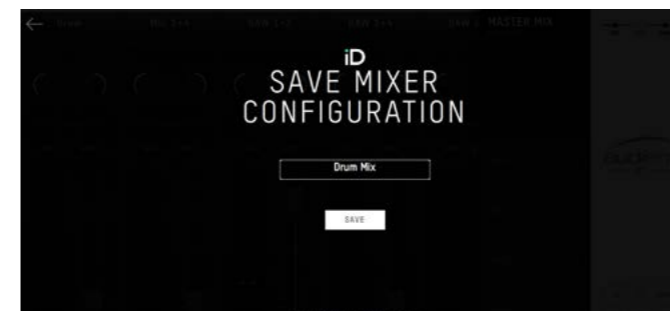 MASTER MIX
iD
SAVE MIXER
CONFIGURATION
Drum Mix
SAVE